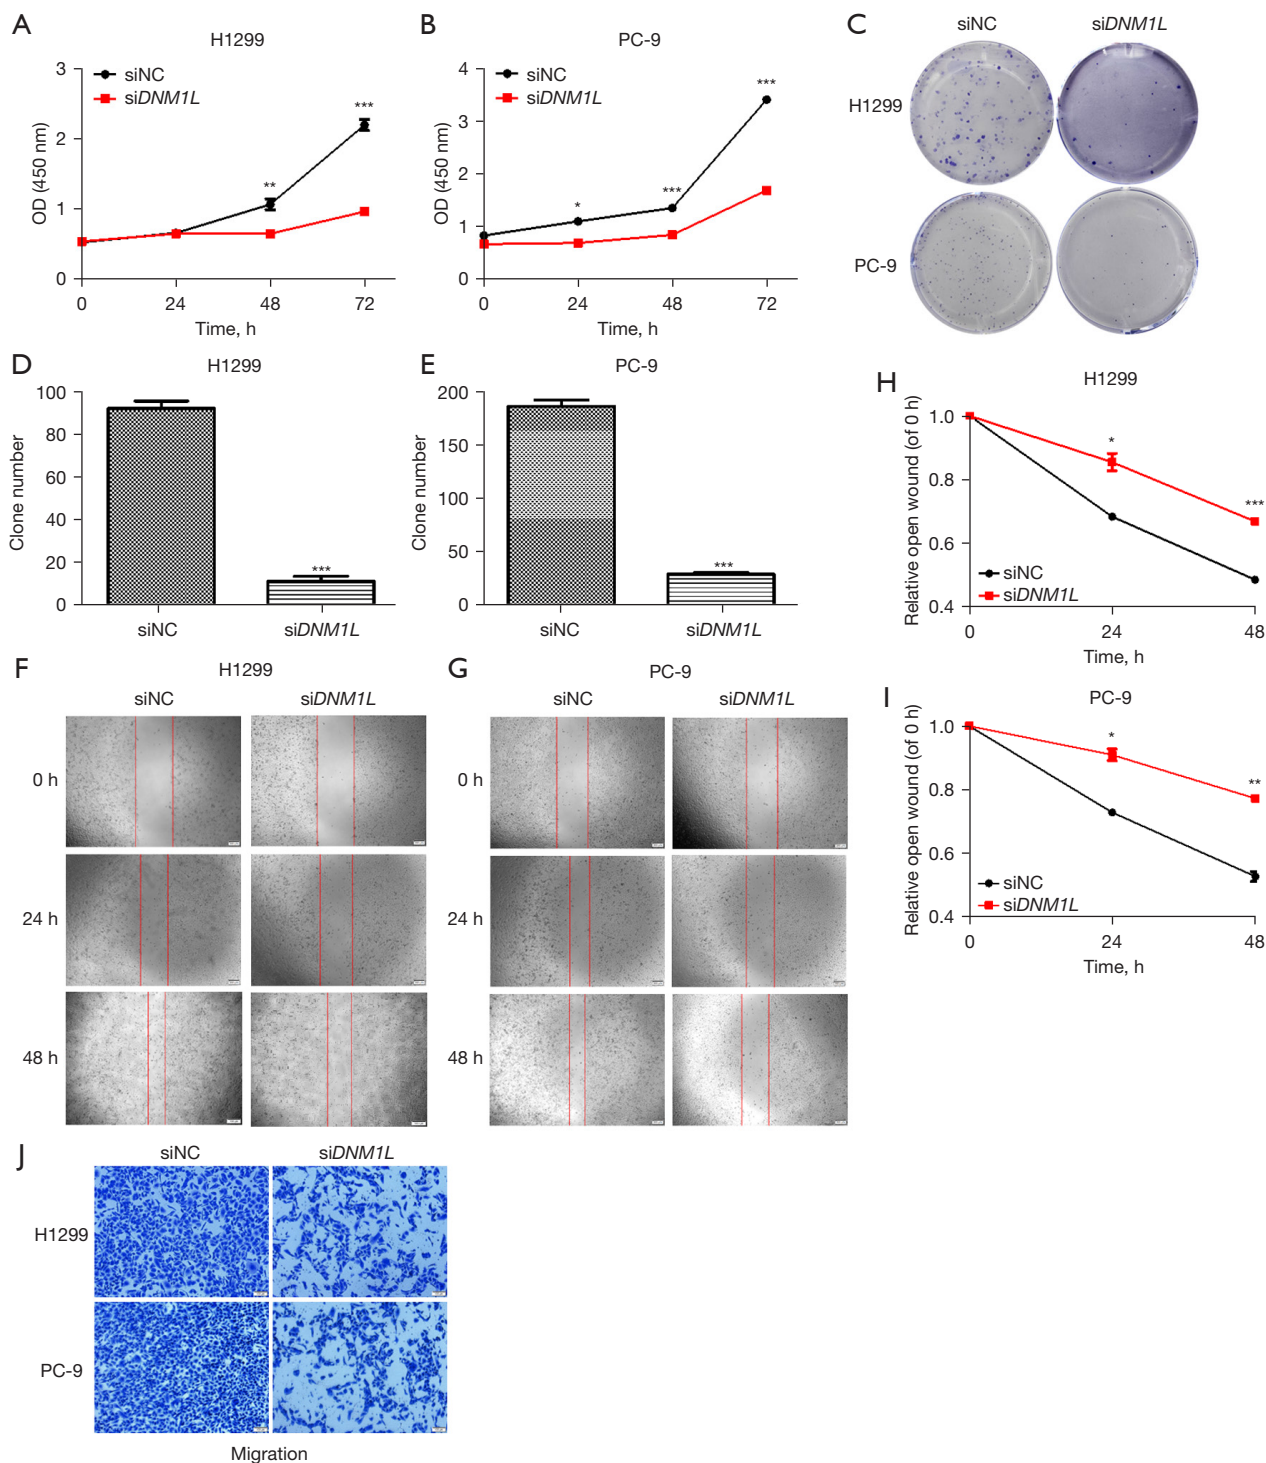 A
H1299
siNC
siDNM1L
OD (450 nm)
3
2
1
0
**
***
0 24 48 72
Time, h
B
PC-9
siNC
siDNM1L
OD (450 nm)
4
3
2
1
0
*
***
***
0 24 48 72
Time, h
C
siNC siDNM1L
H1299
PC-9
D
H1299
Clone number
100
80
60
40
20
0
***
siNC siDNM1L
E
PC-9
Clone number
200
150
100
50
0
***
siNC siDNM1L
F
H1299
siNC siDNM1L
0 h
24 h
48 h
G
PC-9
siNC siDNM1L
0 h
24 h
48 h
H
H1299
Relative open wound (of 0 h)
1.0
0.8
0.6
0.4
*
***
siNC
siDNM1L
0 24 48
Time, h
I
PC-9
Relative open wound (of 0 h)
1.0
0.8
0.6
0.4
*
**
siNC
siDNM1L
0 24 48
Time, h
J
siNC siDNM1L
H1299
PC-9
Migration